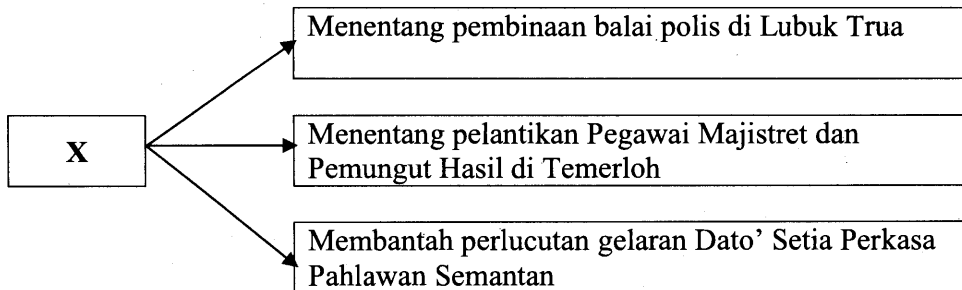 Menentang pembinaan balai polis di Lubuk Trua
X
Menentang pelantikan Pegawai Majistret dan
Pemungut Hasil di Temerloh
Membantah perlucutan gelaran Dato’ Setia Perkasa
Pahlawan Semantan